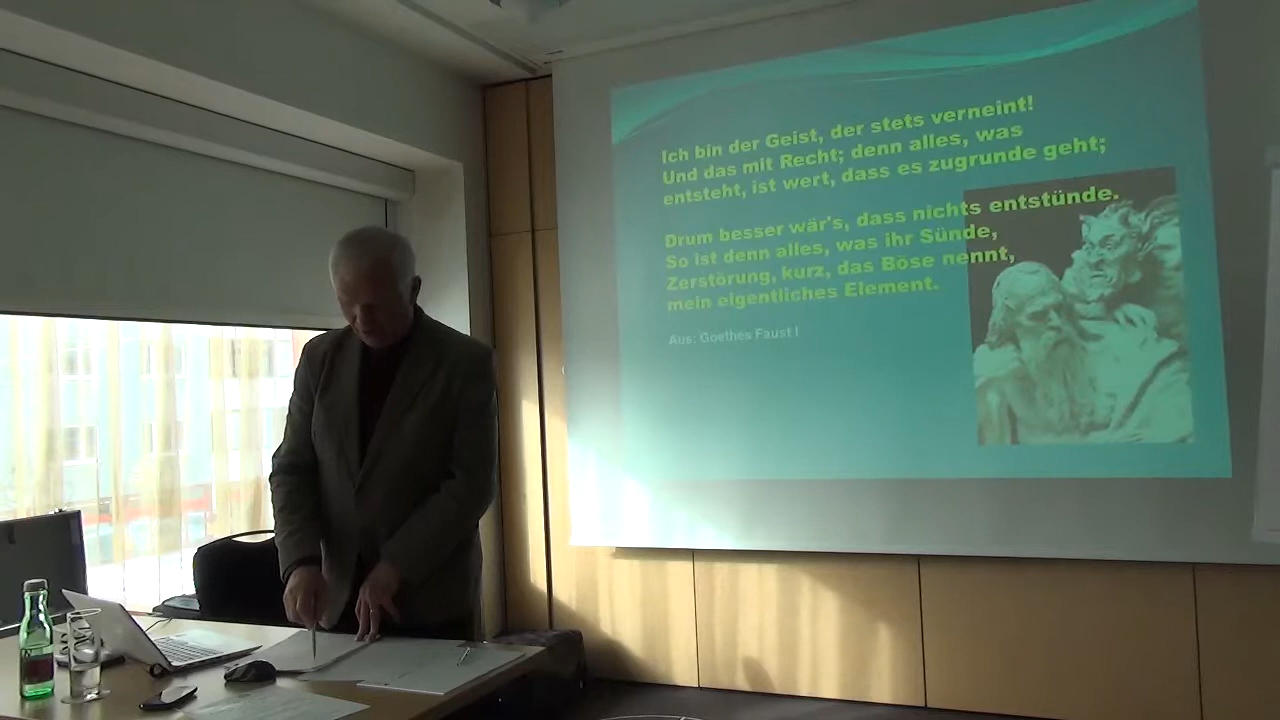 Ich bin der Geist, der stets verneint!
Und das mit Recht; denn alles, was
entsteht, ist wert, dass es zugrunde geht;
Drum besser wär's, dass nichts entstünde.
So ist denn alles, was ihr Sünde,
Zerstörung, kurz, das Böse nennt,
mein eigentliches Element.
Aus: Goethes Faust I